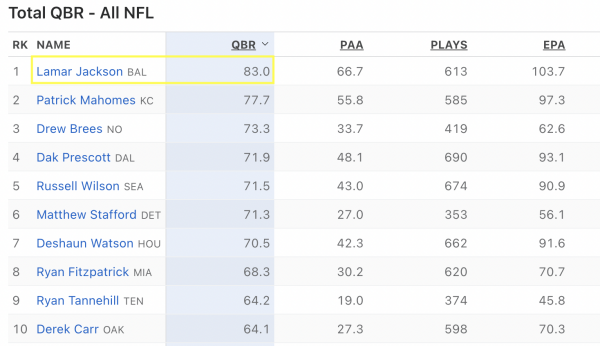 Total QBR - All NFL
RK NAME QBR PAA PLAYS EPA
1 Lamar Jackson BAL 83.0 66.7 613 103.7
2 Patrick Mahomes KC 77.7 55.8 585 97.3
3 Drew Brees NO 73.3 33.7 419 62.6
4 Dak Prescott DAL 71.9 48.1 690 93.1
5 Russell Wilson SEA 71.5 43.0 674 90.9
6 Matthew Stafford DET 71.3 27.0 353 56.1
7 Deshaun Watson HOU 70.5 42.3 662 91.6
8 Ryan Fitzpatrick MIA 68.3 30.2 620 70.7
9 Ryan Tannehill TEN 64.2 19.0 374 45.8
10 Derek Carr OAK 64.1 27.3 598 70.3